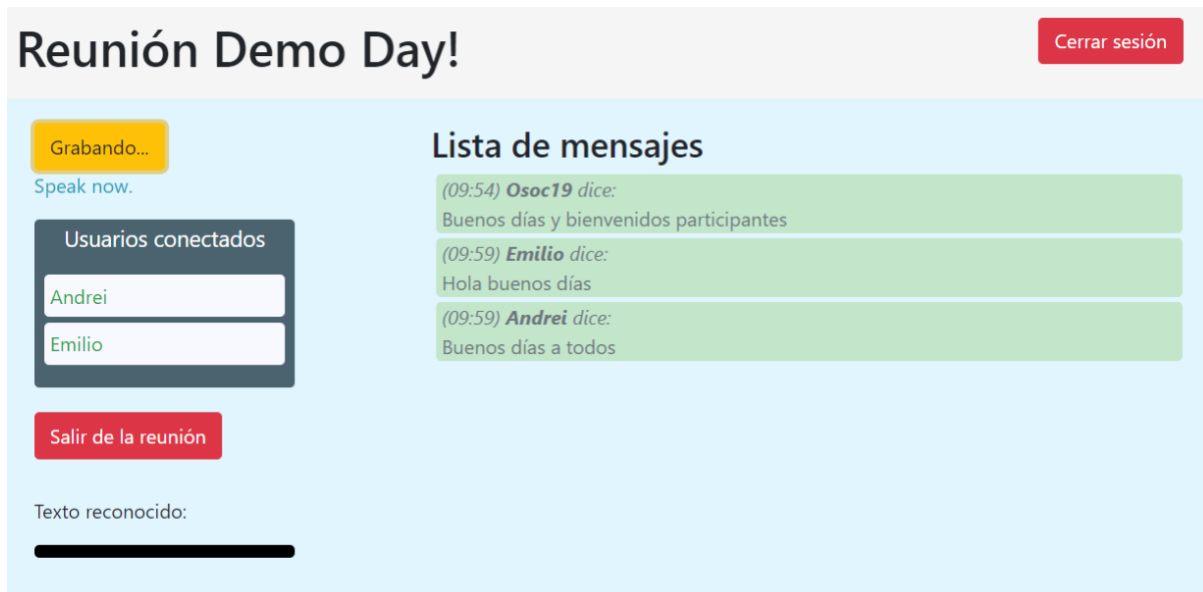 Reunión Demo Day!
Cerrar sesión
Grabando...
Speak now.
Usuarios conectados
Andrei
Emilio
Salir de la reunión
Texto reconocido:
Lista de mensajes
(09:54) Osoc19 dice:
Buenos días y bienvenidos participantes
(09:59) Emilio dice:
Hola buenos días
(09:59) Andrei dice:
Buenos días a todos